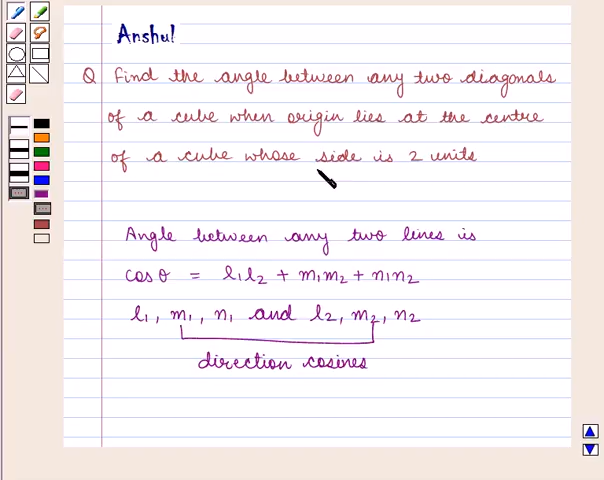 Anshul
Q Find the angle between any two diagonals
of a cube when origin lies at the centre
of a cube whose side is 2 units
Angle between any two lines is
cos θ = l₁l₂ + m₁m₂ + n₁n₂
l₁, m₁, n₁ and l₂, m₂, n₂
direction cosines